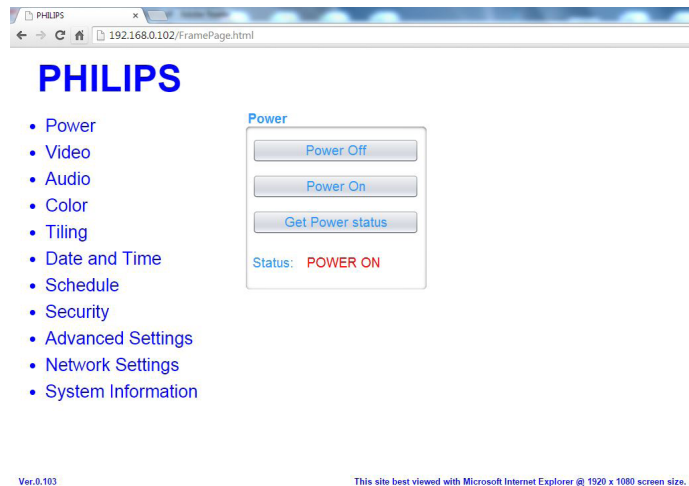 PHILIPS
192.168.0.102/FramePage.html
PHILIPS
Power
Video
Audio
Color
Tiling
Date and Time
Schedule
Security
Advanced Settings
Network Settings
System Information
Power
Power Off
Power On
Get Power status
Status: POWER ON
Ver.0.103
This site best viewed with Microsoft Internet Explorer @ 1920 x 1080 screen size.